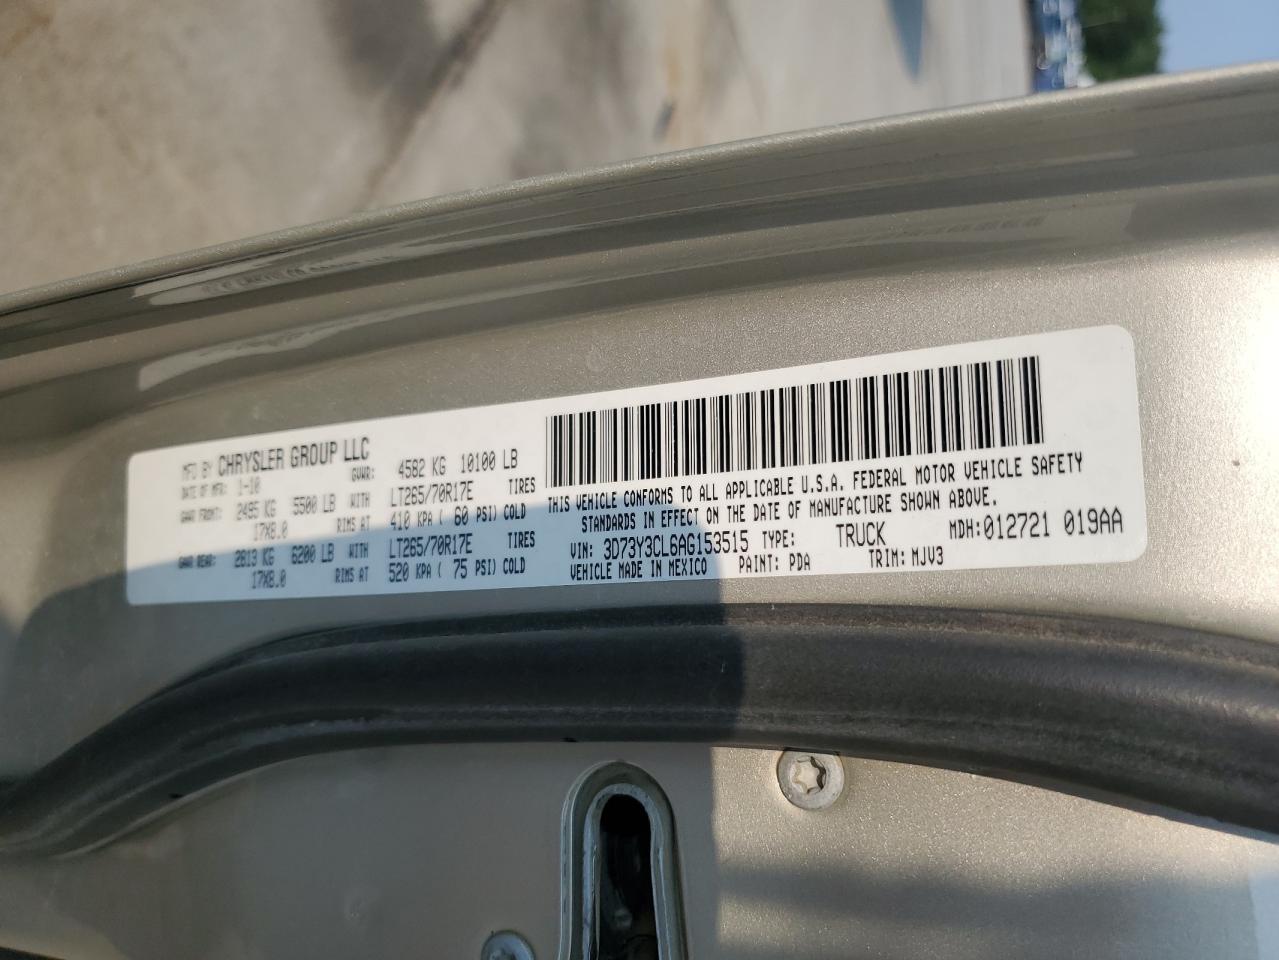 MFD BY CHRYSLER GROUP LLC
DATE OF MFR: 1-10 GVWR: 4582 KG 10100 LB
GAWR FRONT: 2495 KG 5500 LB WITH LT265/70R17E TIRES
17X8.0 RIMS AT 410 KPA ( 60 PSI) COLD
GAWR REAR: 2813 KG 6200 LB WITH LT265/70R17E TIRES
17X8.0 RIMS AT 520 KPA ( 75 PSI) COLD
THIS VEHICLE CONFORMS TO ALL APPLICABLE U.S.A. FEDERAL MOTOR VEHICLE SAFETY
STANDARDS IN EFFECT ON THE DATE OF MANUFACTURE SHOWN ABOVE.
VIN: 3D73Y3CL6AG153515 TYPE: TRUCK MDH:012721 019AA
VEHICLE MADE IN MEXICO PAINT: PDA TRIM: MJV3